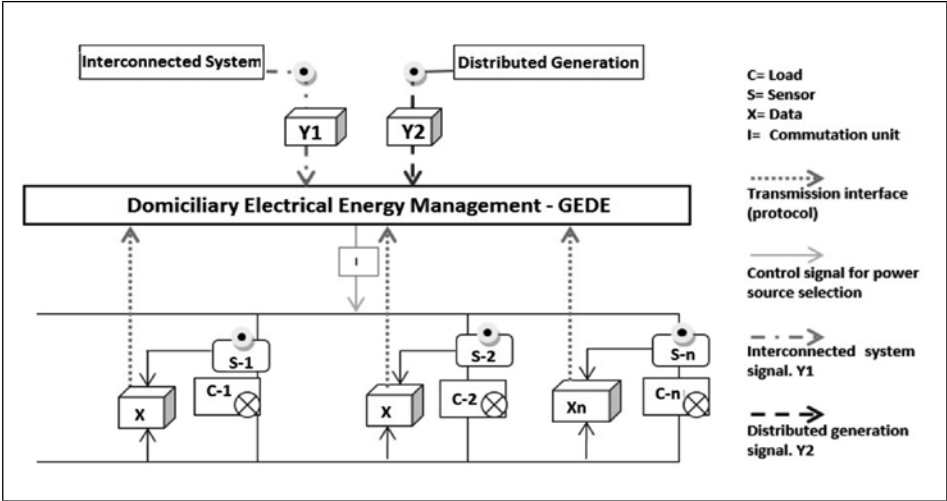 Interconnected System
Distributed Generation
Y1
Y2
C= Load
S= Sensor
X= Data
I= Commutation unit
Domiciliary Electrical Energy Management - GEDE
Transmission interface
(protocol)
I
Control signal for power
source selection
S-1
S-2
S-n
Interconnected system
signal. Y1
C-1
C-2
C-n
X
X
Xn
Distributed generation
signal. Y2